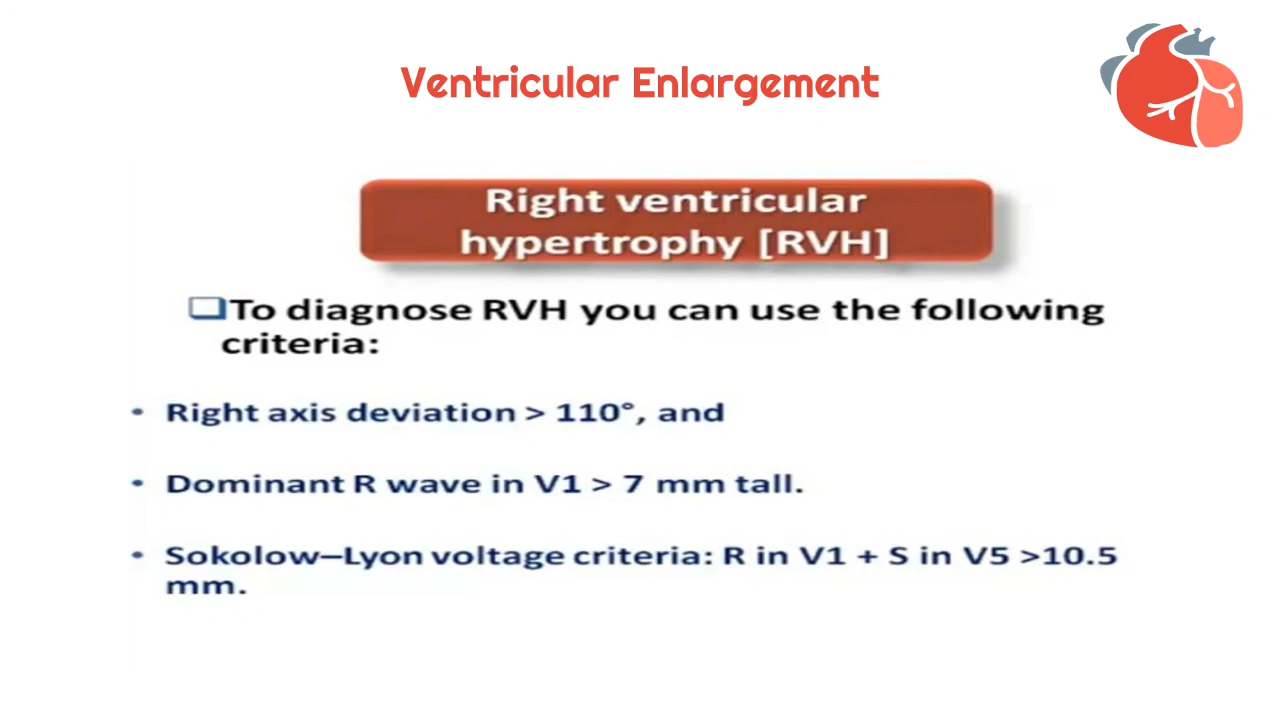 Ventricular Enlargement
Right ventricular
hypertrophy [RVH]
To diagnose RVH you can use the following
criteria:
• Right axis deviation > 110°, and
• Dominant R wave in V1 > 7 mm tall.
• Sokolow–Lyon voltage criteria: R in V1 + S in V5 >10.5
mm.